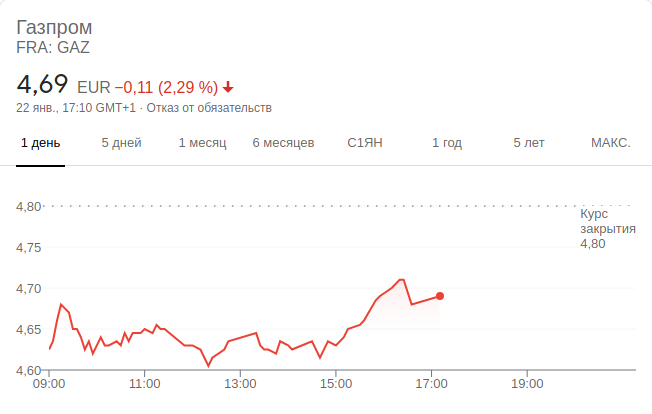 Газпром
FRA: GAZ
4,69 EUR −0,11 (2,29 %)
22 янв., 17:10 GMT+1 · Отказ от обязательств
1 день 5 дней 1 месяц 6 месяцев С1ЯН 1 год 5 лет МАКС.
4,80
Курс
закрытия
4,80
4,75
4,70
4,65
4,60
09:00 11:00 13:00 15:00 17:00 19:00